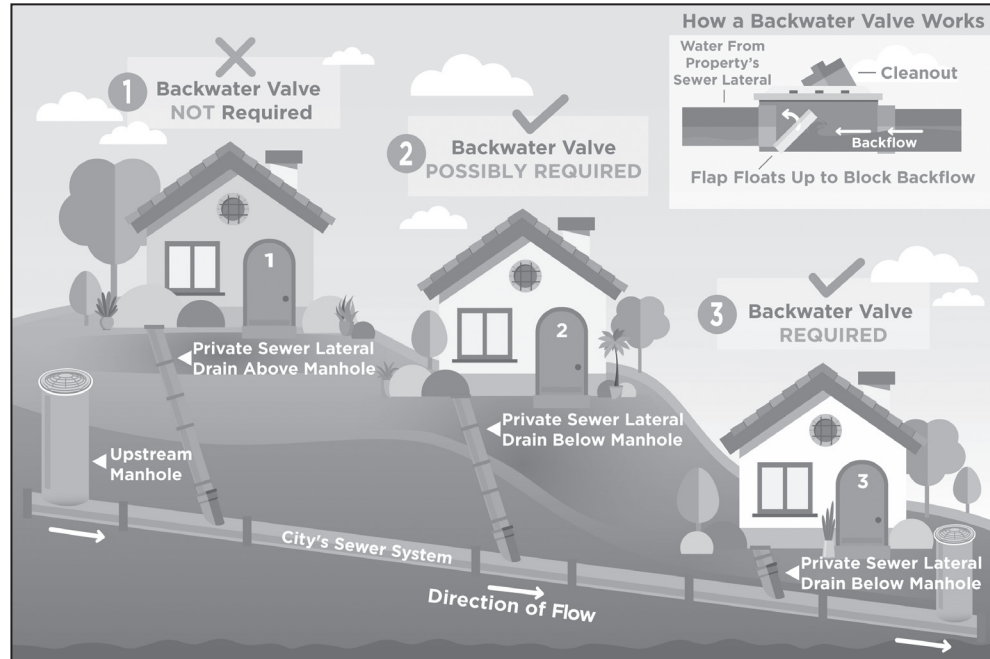 How a Backwater Valve Works
Water From
Property's
Sewer Lateral
Cleanout
Backflow
Flap Floats Up to Block Backflow
1
Backwater Valve
NOT Required
2
Backwater Valve
POSSIBLY REQUIRED
3
Backwater Valve
REQUIRED
1
2
3
Private Sewer Lateral
Drain Above Manhole
Private Sewer Lateral
Drain Below Manhole
Upstream
Manhole
Private Sewer Lateral
Drain Below Manhole
City's Sewer System
Direction of Flow